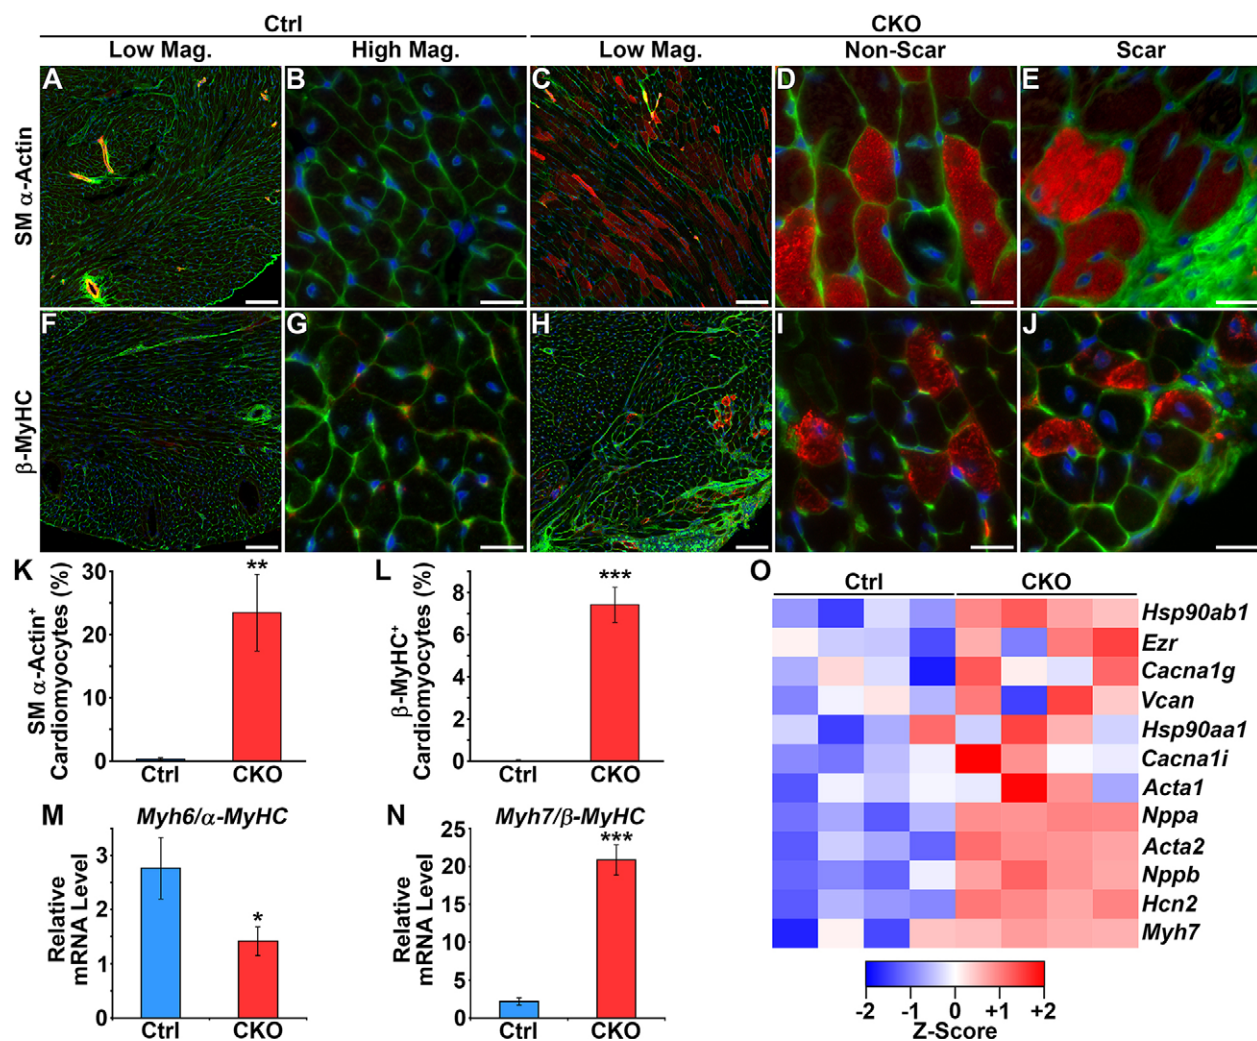 Ctrl CKO
Low Mag. High Mag. Low Mag. Non-Scar Scar
A B C D E
SM α-Actin
F G H I J
β-MyHC
K L O
SM α-Actin⁺
Cardiomyocytes (%)
30
20
10
0
**
Ctrl CKO
β-MyHC⁺
Cardiomyocytes (%)
8
6
4
2
0
***
Ctrl CKO
M Myh6/α-MyHC
Relative
mRNA Level
3
2
1
0
*
Ctrl CKO
N Myh7/β-MyHC
Relative
mRNA Level
25
20
15
10
5
0
***
Ctrl CKO
Ctrl CKO
Hsp90ab1
Ezr
Cacna1g
Vcan
Hsp90aa1
Cacna1i
Acta1
Nppa
Acta2
Nppb
Hcn2
Myh7
-2 -1 0 +1 +2
Z-Score